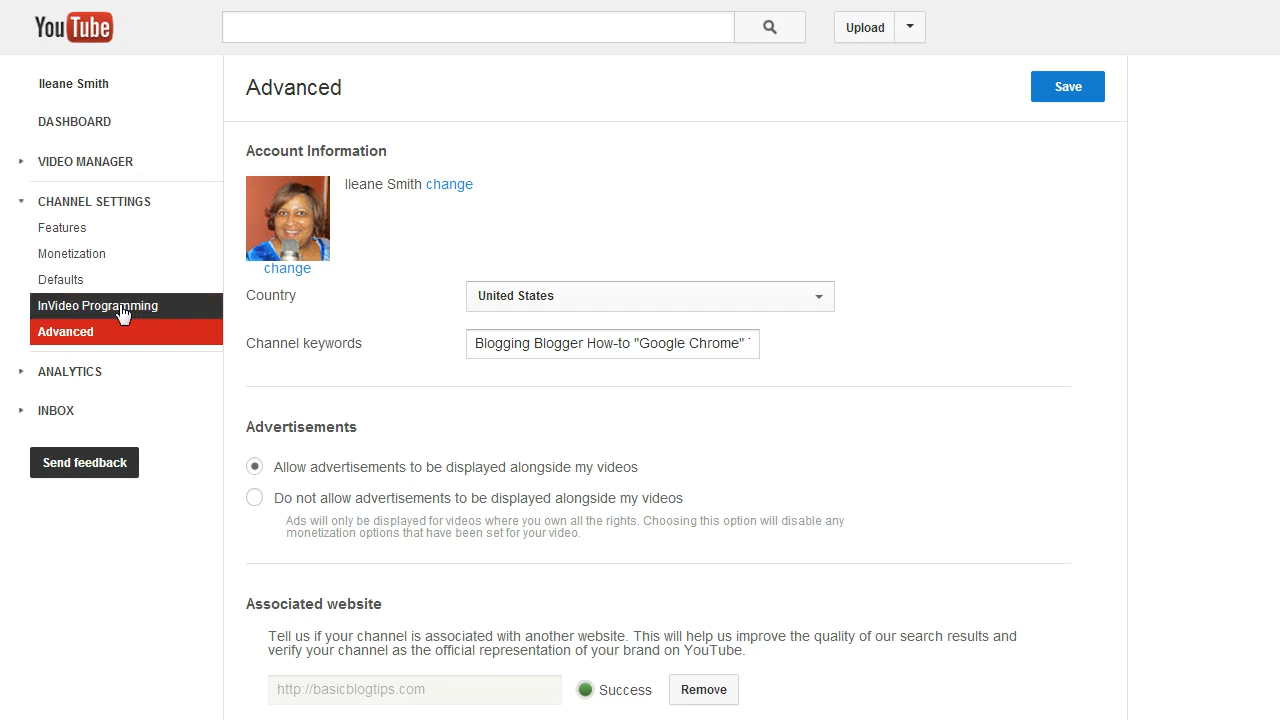 YouTube
Upload
Ileane Smith
DASHBOARD
VIDEO MANAGER
CHANNEL SETTINGS
Features
Monetization
Defaults
InVideo Programming
Advanced
ANALYTICS
INBOX
Send feedback
Advanced
Save
Account Information
Ileane Smith change
change
Country
United States
Channel keywords
Blogging Blogger How-to "Google Chrome"
Advertisements
Allow advertisements to be displayed alongside my videos
Do not allow advertisements to be displayed alongside my videos
Ads will only be displayed for videos where you own all the rights. Choosing this option will disable any
monetization options that have been set for your video.
Associated website
Tell us if your channel is associated with another website. This will help us improve the quality of our search results and
verify your channel as the official representation of your brand on YouTube.
http://basicblogtips.com
Success
Remove